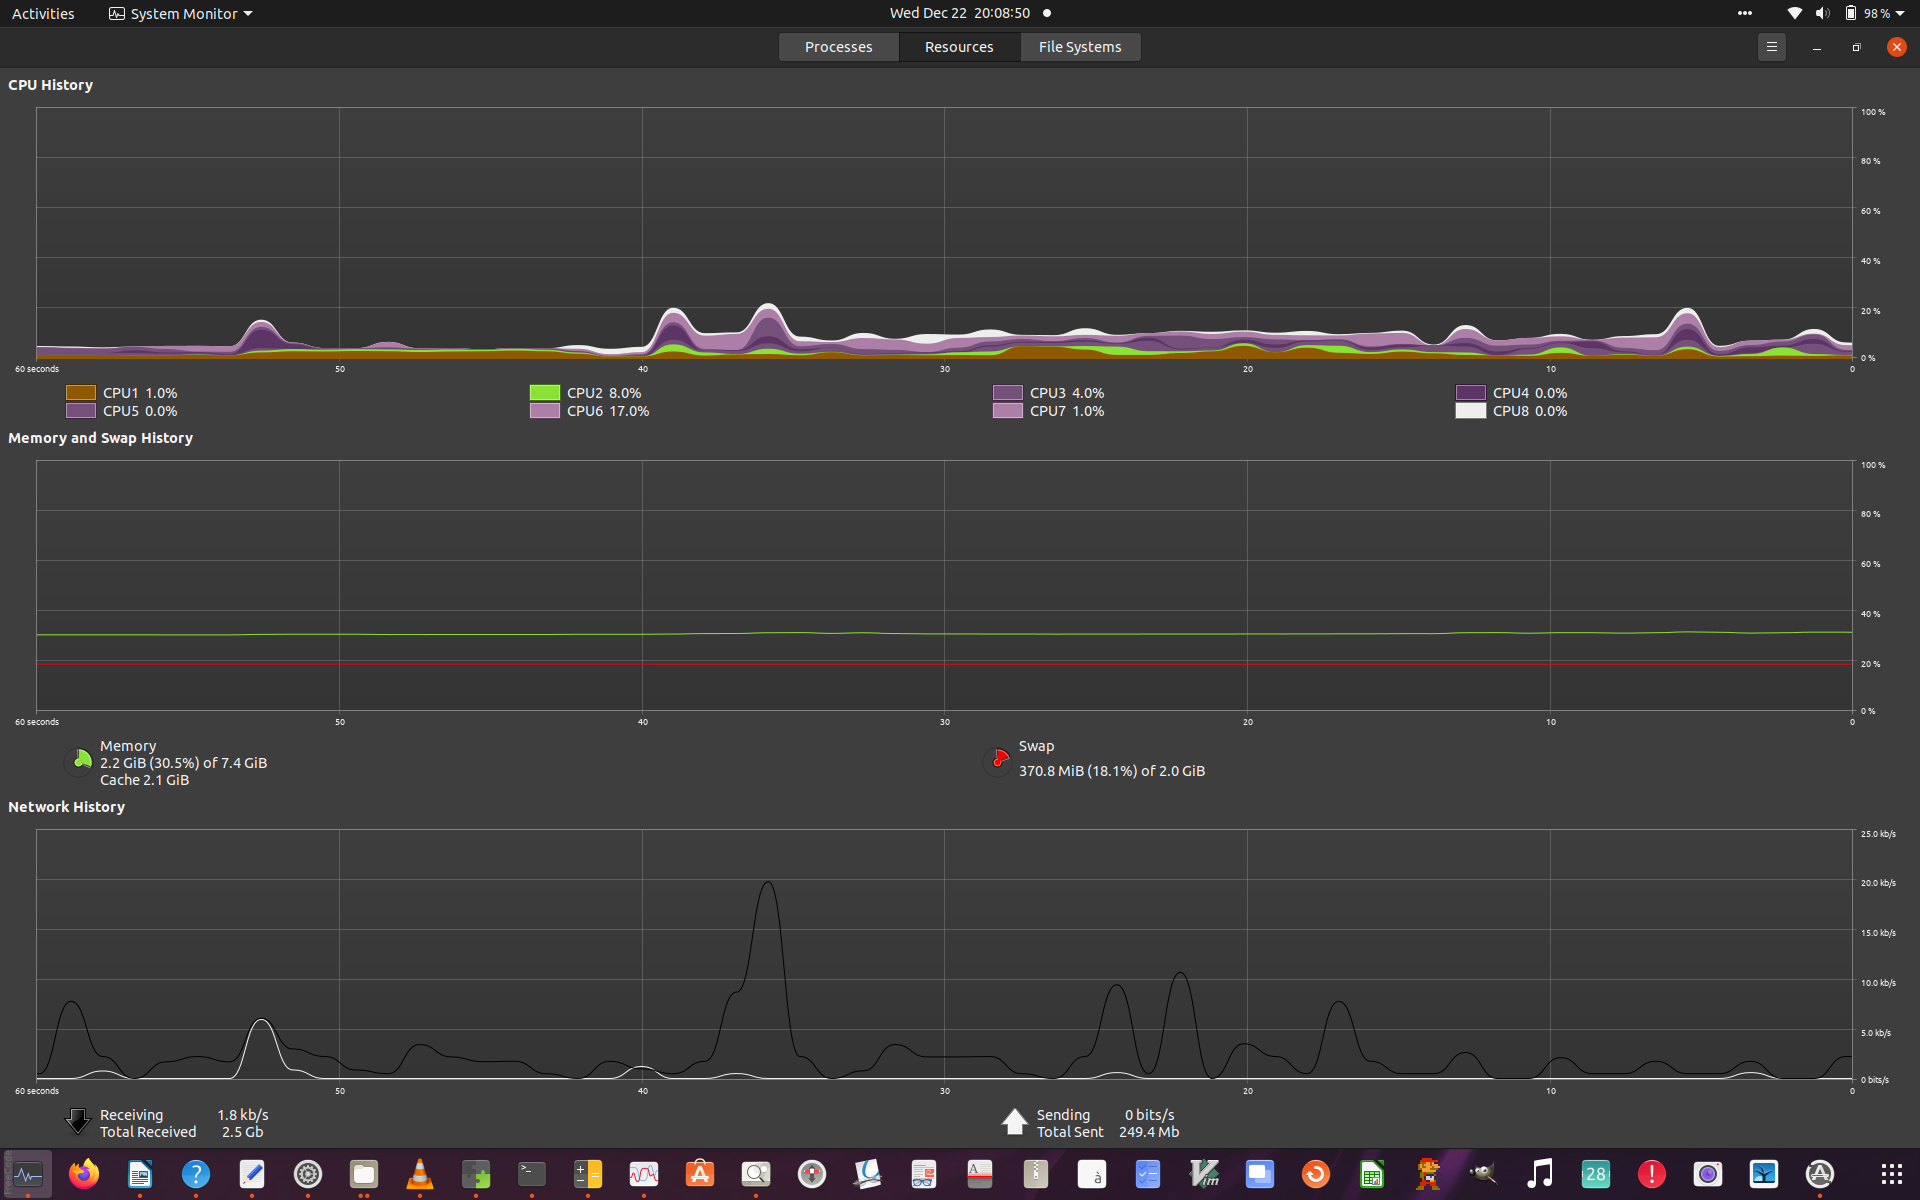 Activities System Monitor Wed Dec 22 20:08:50 98 %
Processes Resources File Systems
CPU History
100 %
80 %
60 %
40 %
20 %
0 %
60 seconds 50 40 30 20 10 0
CPU1 1.0% CPU2 8.0% CPU3 4.0% CPU4 0.0%
CPU5 0.0% CPU6 17.0% CPU7 1.0% CPU8 0.0%
Memory and Swap History
100 %
80 %
60 %
40 %
20 %
0 %
60 seconds 50 40 30 20 10 0
Memory
2.2 GiB (30.5%) of 7.4 GiB
Cache 2.1 GiB
Swap
370.8 MiB (18.1%) of 2.0 GiB
Network History
25.0 kb/s
20.0 kb/s
15.0 kb/s
10.0 kb/s
5.0 kb/s
0 bits/s
60 seconds 50 40 30 20 10 0
Receiving 1.8 kb/s
Total Received 2.5 Gb
Sending 0 bits/s
Total Sent 249.4 Mb
28